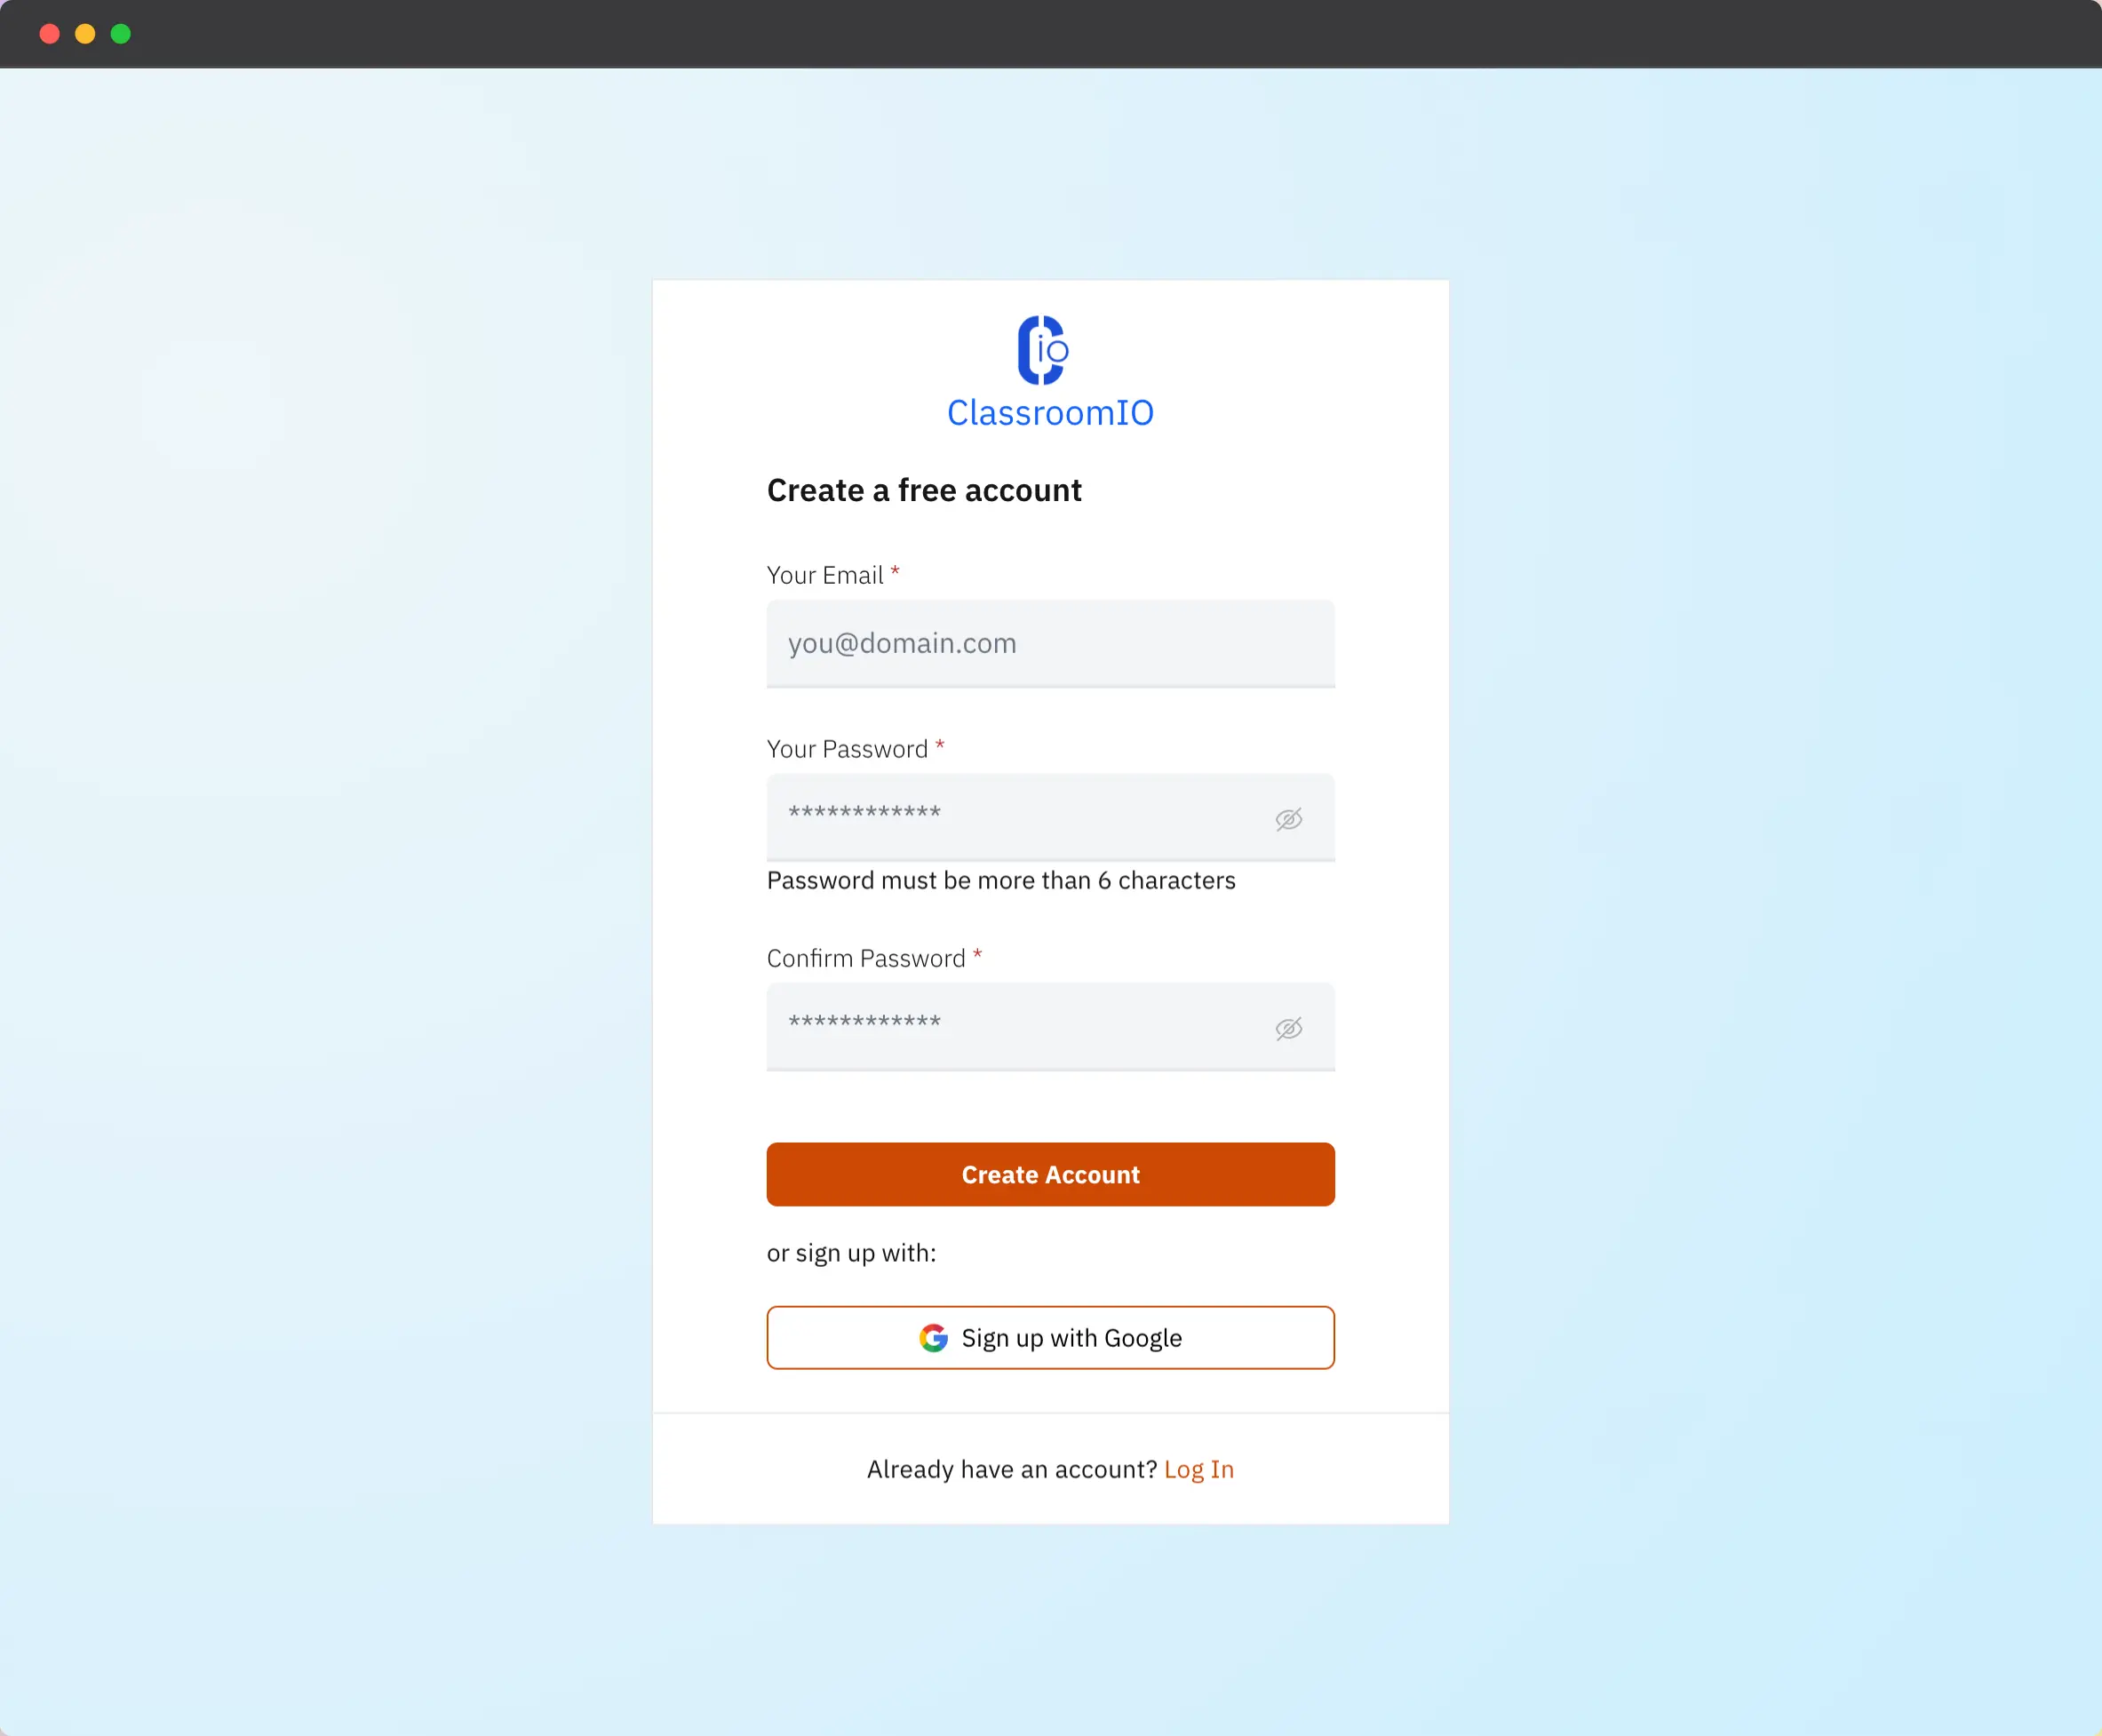 io
ClassroomIO
Create a free account
Your Email *
you@domain.com
Your Password *
************
Password must be more than 6 characters
Confirm Password *
************
Create Account
or sign up with:
Sign up with Google
Already have an account? Log In